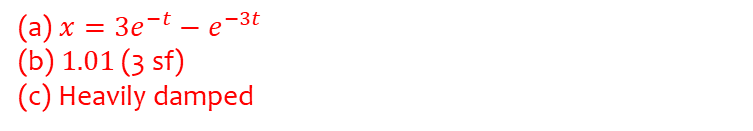 (a) x = 3e⁻ᵗ − e⁻³ᵗ
(b) 1.01 (3 sf)
(c) Heavily damped